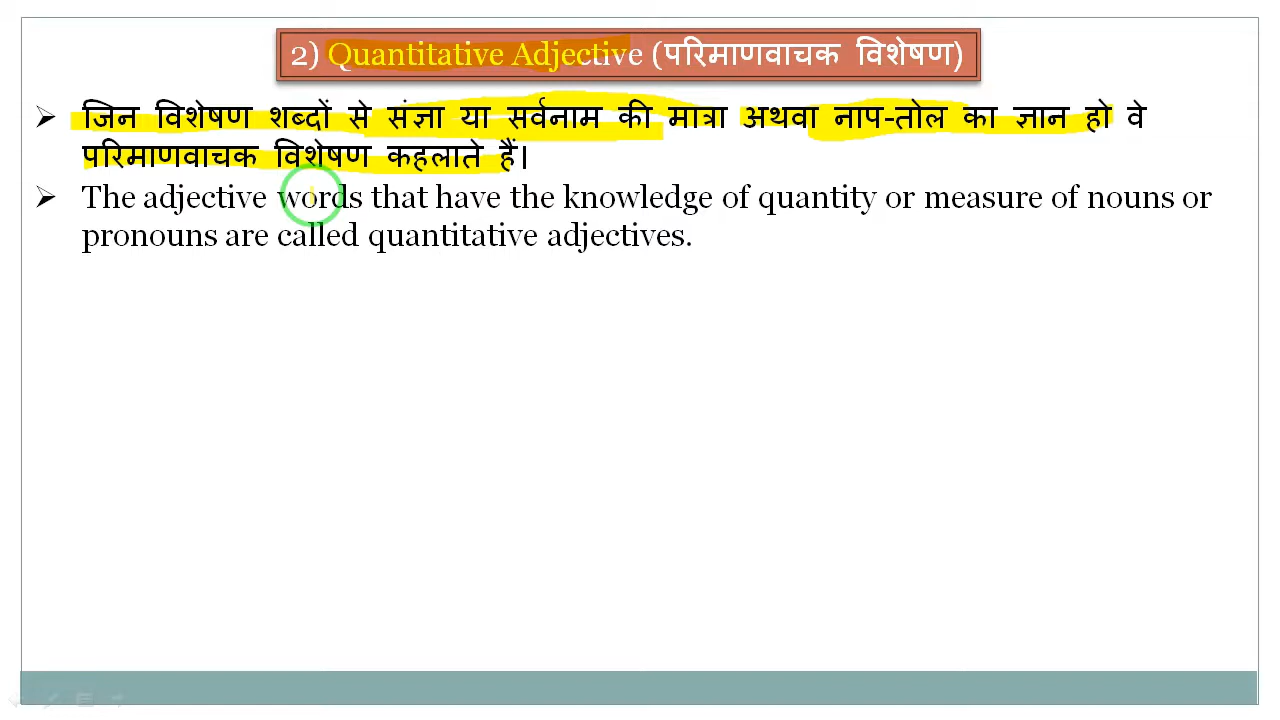 2) Quantitative Adjective (परिमाणवाचक विशेषण)
जिन विशेषण शब्दों से संज्ञा या सर्वनाम की मात्रा अथवा नाप-तोल का ज्ञान हो वे
परिमाणवाचक विशेषण कहलाते हैं।
The adjective words that have the knowledge of quantity or measure of nouns or
pronouns are called quantitative adjectives.